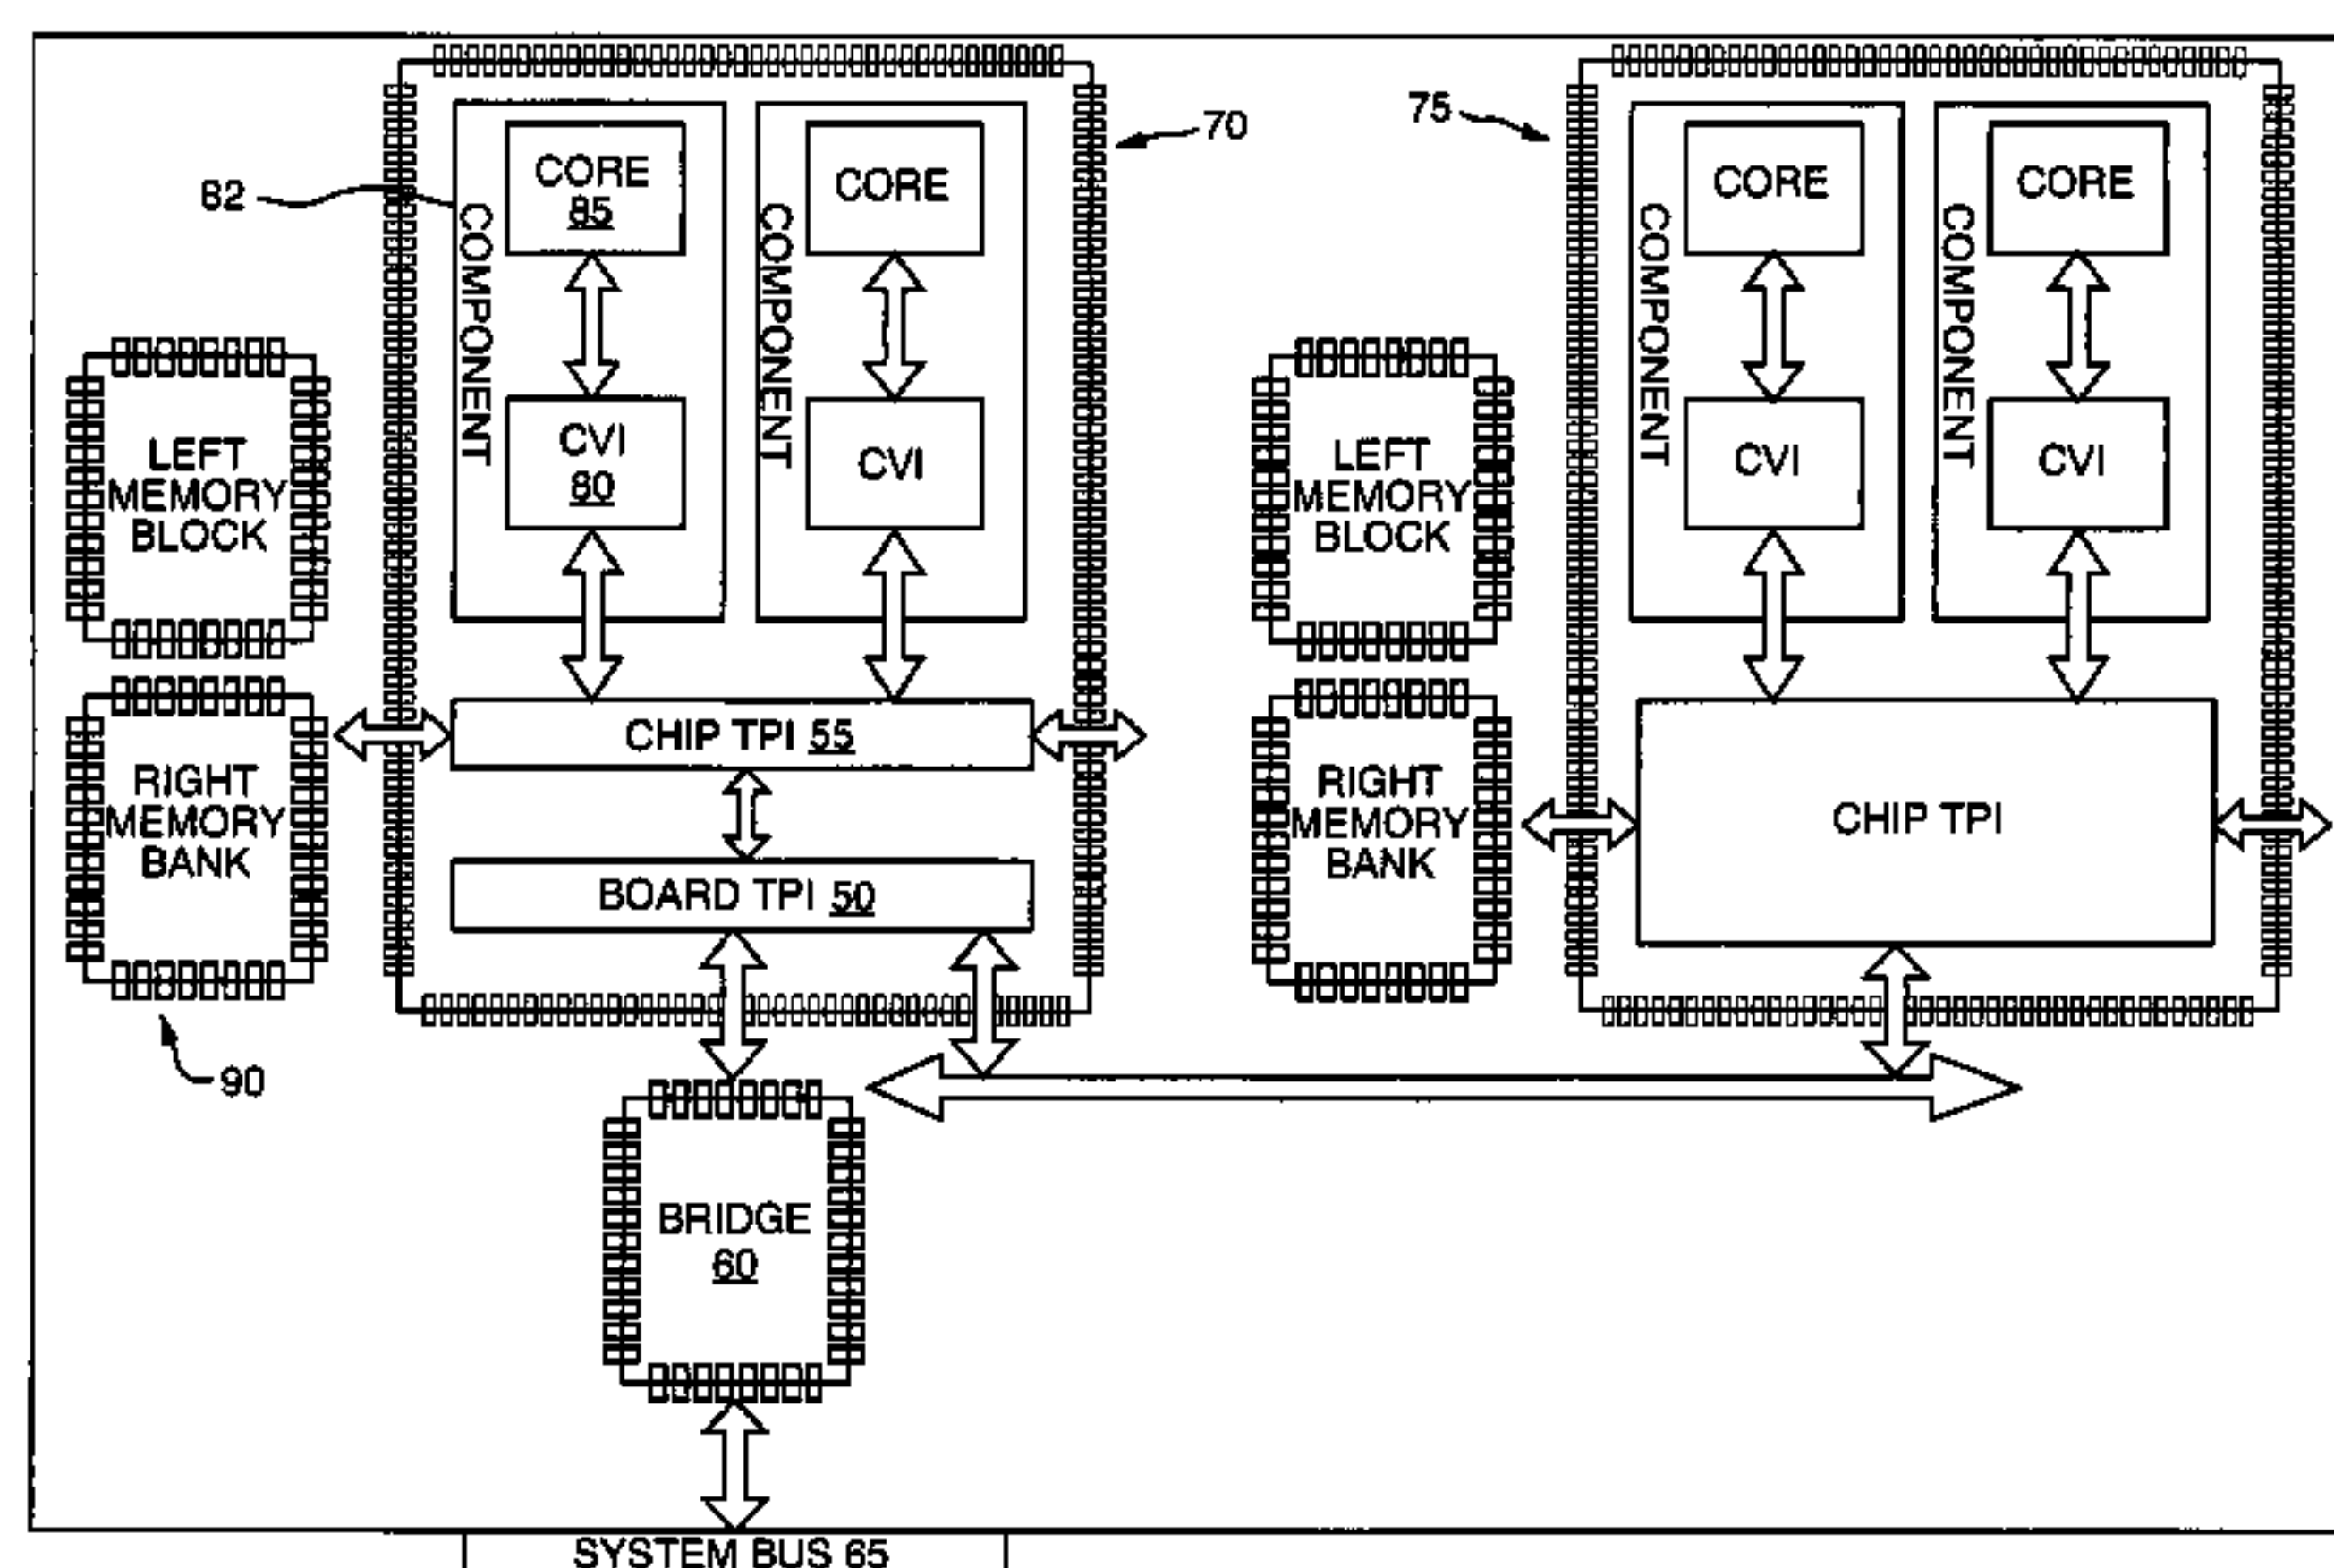 70
75
82
CORE
85
CORE
CORE
CORE
COMPONENT
COMPONENT
COMPONENT
COMPONENT
CVI
80
CVI
CVI
CVI
LEFT
MEMORY
BLOCK
LEFT
MEMORY
BLOCK
CHIP TPI 55
RIGHT
MEMORY
BANK
RIGHT
MEMORY
BANK
CHIP TPI
BOARD TPI 50
90
BRIDGE
60
SYSTEM BUS 65